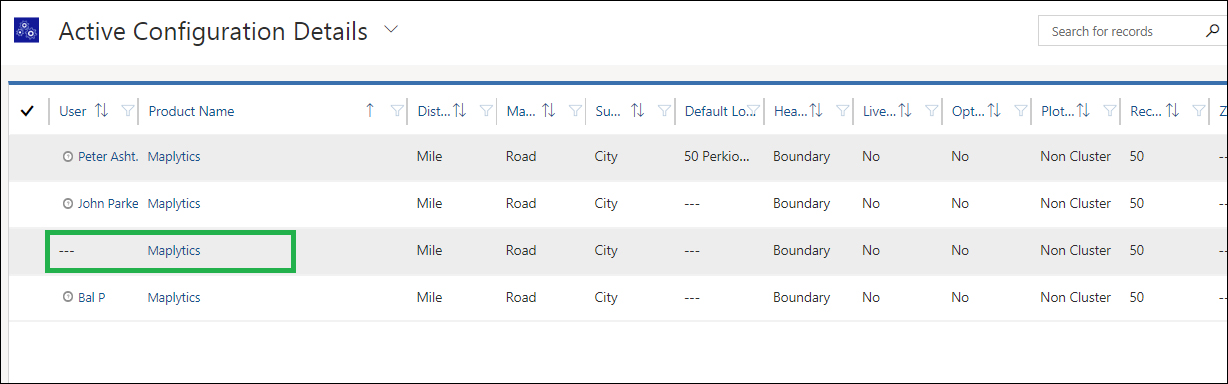 Active Configuration Details
Search for records
User Product Name Dist... Ma... Su... Default Lo... Hea... Live... Opt... Plot... Rec... Z
Peter Asht. Maplytics Mile Road City 50 Perkio... Boundary No No Non Cluster 50 --
John Parke Maplytics Mile Road City --- Boundary No No Non Cluster 50 --
--- Maplytics Mile Road City --- Boundary No No Non Cluster 50 --
Bal P Maplytics Mile Road City --- Boundary No No Non Cluster 50 --